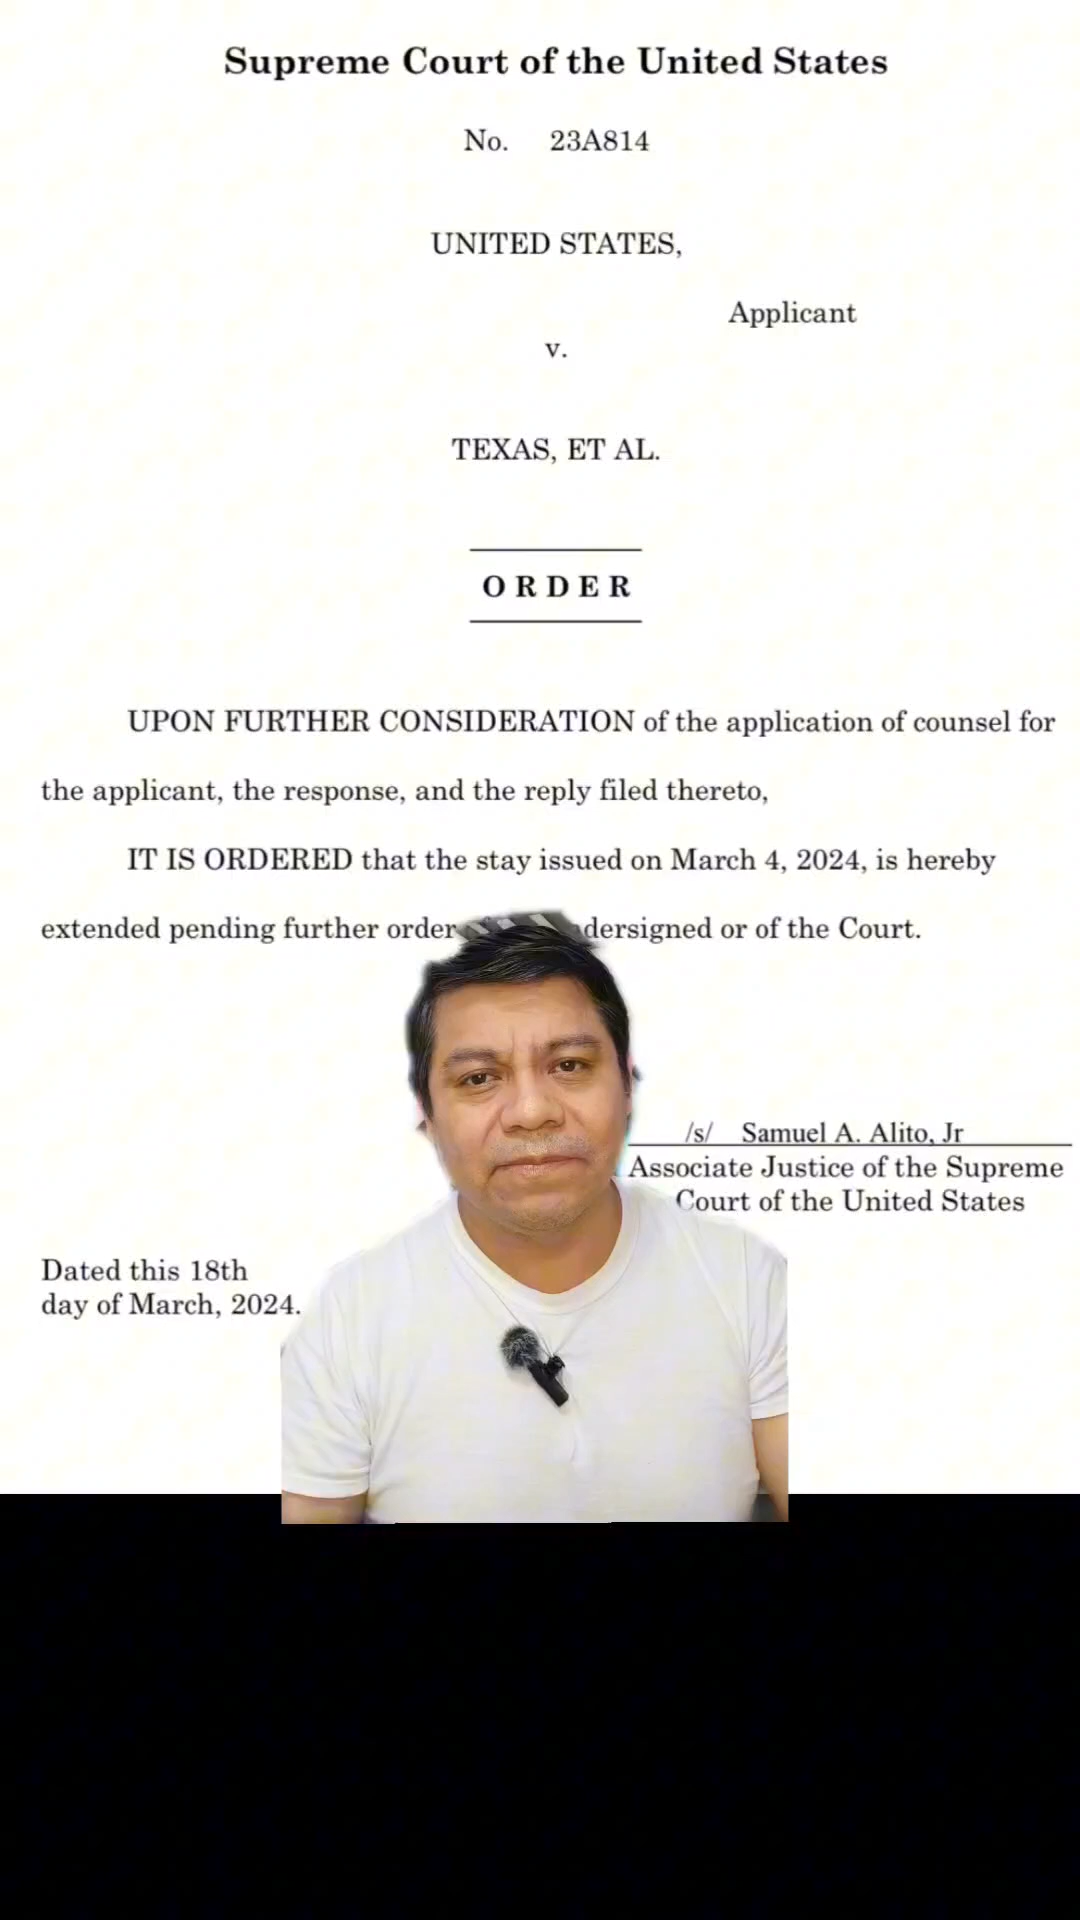 Supreme Court of the United States
No. 23A814
UNITED STATES,
Applicant
v.
TEXAS, ET AL.
ORDER
UPON FURTHER CONSIDERATION of the application of counsel for
the applicant, the response, and the reply filed thereto,
IT IS ORDERED that the stay issued on March 4, 2024, is hereby
extended pending further order dersigned or of the Court.
/s/ Samuel A. Alito, Jr
Associate Justice of the Supreme
Court of the United States
Dated this 18th
day of March, 2024.